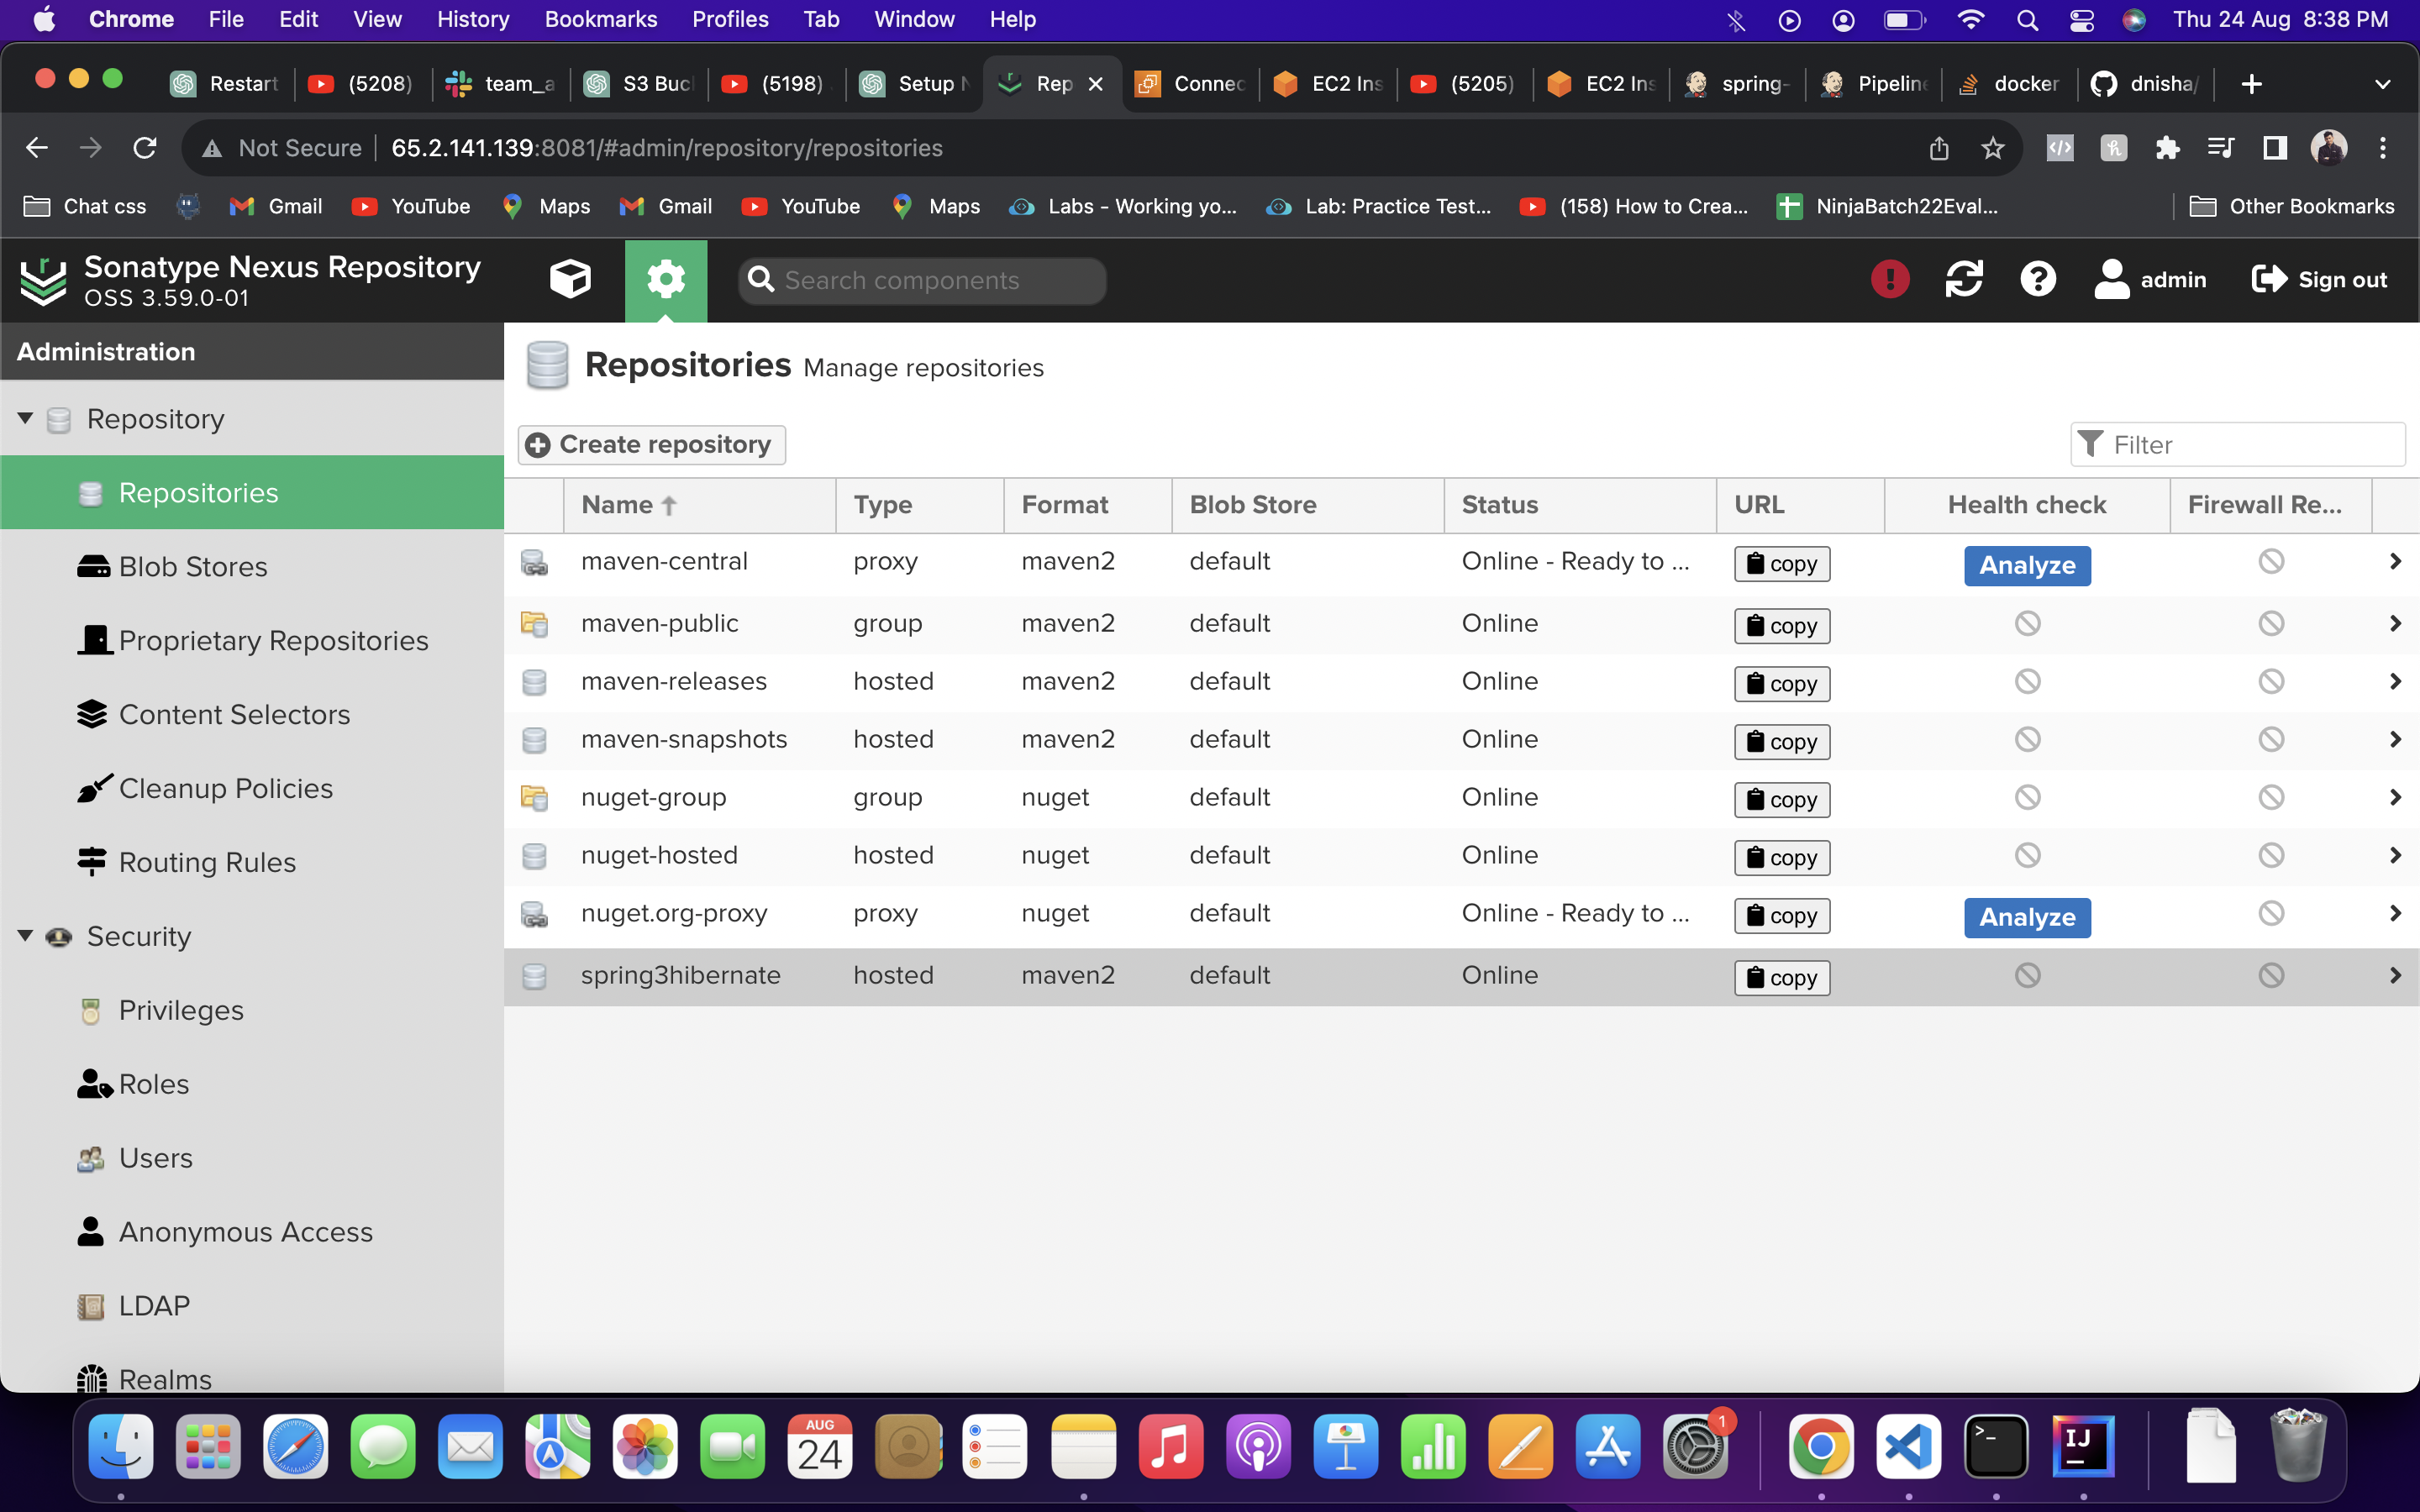 Chrome File Edit View History Bookmarks Profiles Tab Window Help Thu 24 Aug 8:38 PM
Restart (5208) team_a S3 Buc (5198) Setup N Rep Connec EC2 Ins (5205) EC2 Ins spring- Pipeline docker dnisha/
Not Secure 65.2.141.139:8081/#admin/repository/repositories
Chat css Gmail YouTube Maps Gmail YouTube Maps Labs - Working yo... Lab: Practice Test... (158) How to Crea... NinjaBatch22Eval... Other Bookmarks
Sonatype Nexus Repository
OSS 3.59.0-01
Search components
admin Sign out
Administration
Repository
Repositories
Blob Stores
Proprietary Repositories
Content Selectors
Cleanup Policies
Routing Rules
Security
Privileges
Roles
Users
Anonymous Access
LDAP
Realms
Repositories Manage repositories
Create repository Filter
Name Type Format Blob Store Status URL Health check Firewall Re...
maven-central proxy maven2 default Online - Ready to ... copy Analyze
maven-public group maven2 default Online copy
maven-releases hosted maven2 default Online copy
maven-snapshots hosted maven2 default Online copy
nuget-group group nuget default Online copy
nuget-hosted hosted nuget default Online copy
nuget.org-proxy proxy nuget default Online - Ready to ... copy Analyze
spring3hibernate hosted maven2 default Online copy
AUG
24
1
IJ